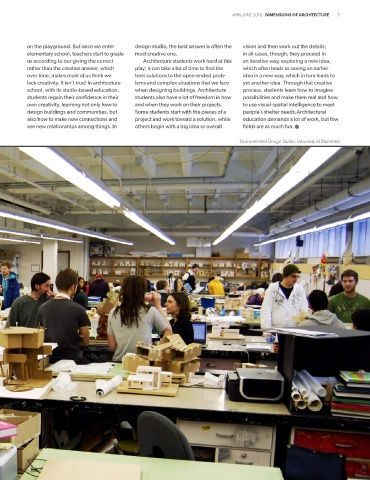 APRIL/JUNE 2015 DIMENSIONS OF ARCHITECTURE 5
on the playground. But once we enter
elementary school, teachers start to grade
us according to our giving the correct
rather than the creative answer, which
over time, makes most of us think we
lack creativity. It isn't true! In architecture
school, with its studio-based education,
students regain their confidence in their
own creativity, learning not only how to
design buildings and communities, but
also how to make new connections and
see new relationships among things. In
design studio, the best answer is often the
most creative one.
Architecture students work hard at this
play; it can take a lot of time to find the
best solutions to the open-ended prob-
lems and complex situations that we face
when designing buildings. Architecture
students also have a lot of freedom in how
and when they work on their projects.
Some students start with the pieces of a
project and work toward a solution, while
others begin with a big idea or overall
vision and then work out the details;
in all cases, though, they proceed in
an iterative way, exploring a new idea,
which often leads to seeing an earlier
idea in a new way, which in turn leads to
yet another idea. Through that creative
process, students learn how to imagine
possibilities and make them real and how
to use visual-spatial intelligence to meet
people's shelter needs. Architectural
education demands a lot of work, but few
fields are as much fun.
Environmental Design Studio, University of Manitoba